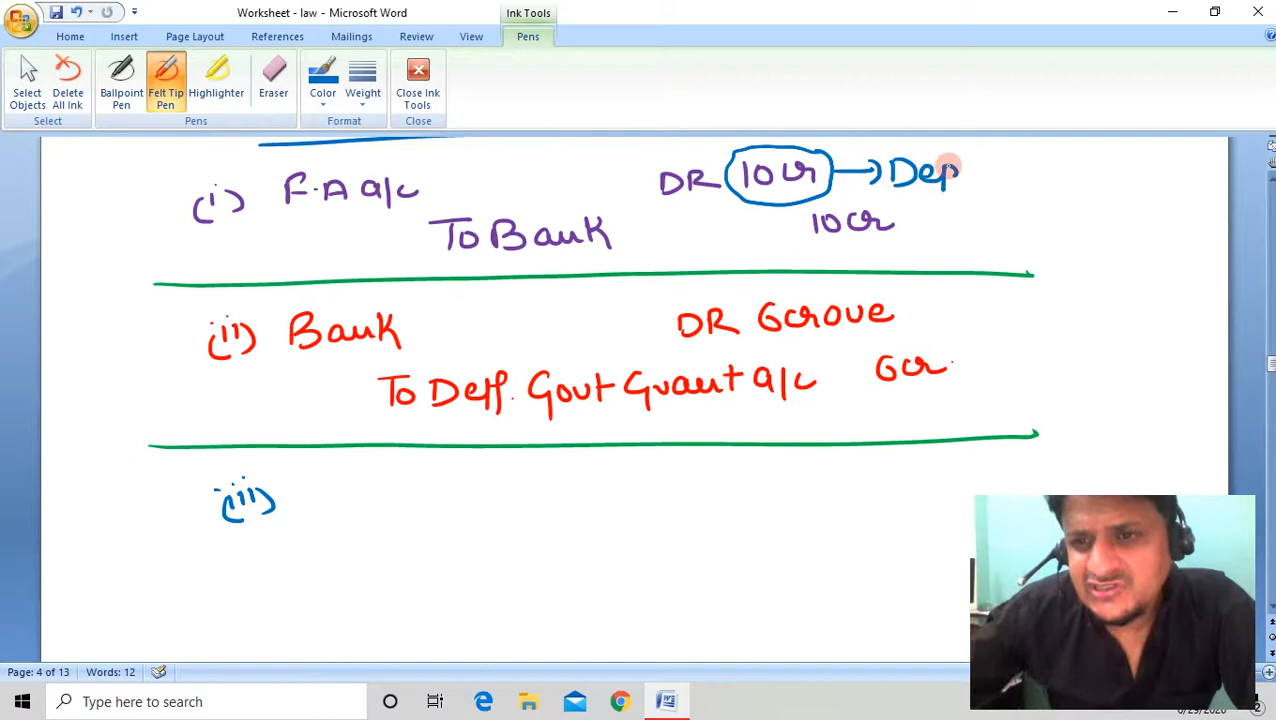 Worksheet - law - Microsoft Word
Ink Tools
Home Insert Page Layout References Mailings Review View Pens
Select Objects
Delete All Ink
Ballpoint Pen
Felt Tip Pen
Highlighter
Eraser
Color
Weight
Close Ink Tools
Select Pens Format Close
(i) F.A a/c DR 10 Cr → Dep
To Bank 10 Cr
(ii) Bank DR 6crove
To Deff. Govt Grant a/c 6cr
(iii)
Page: 4 of 13 Words: 12
Type here to search